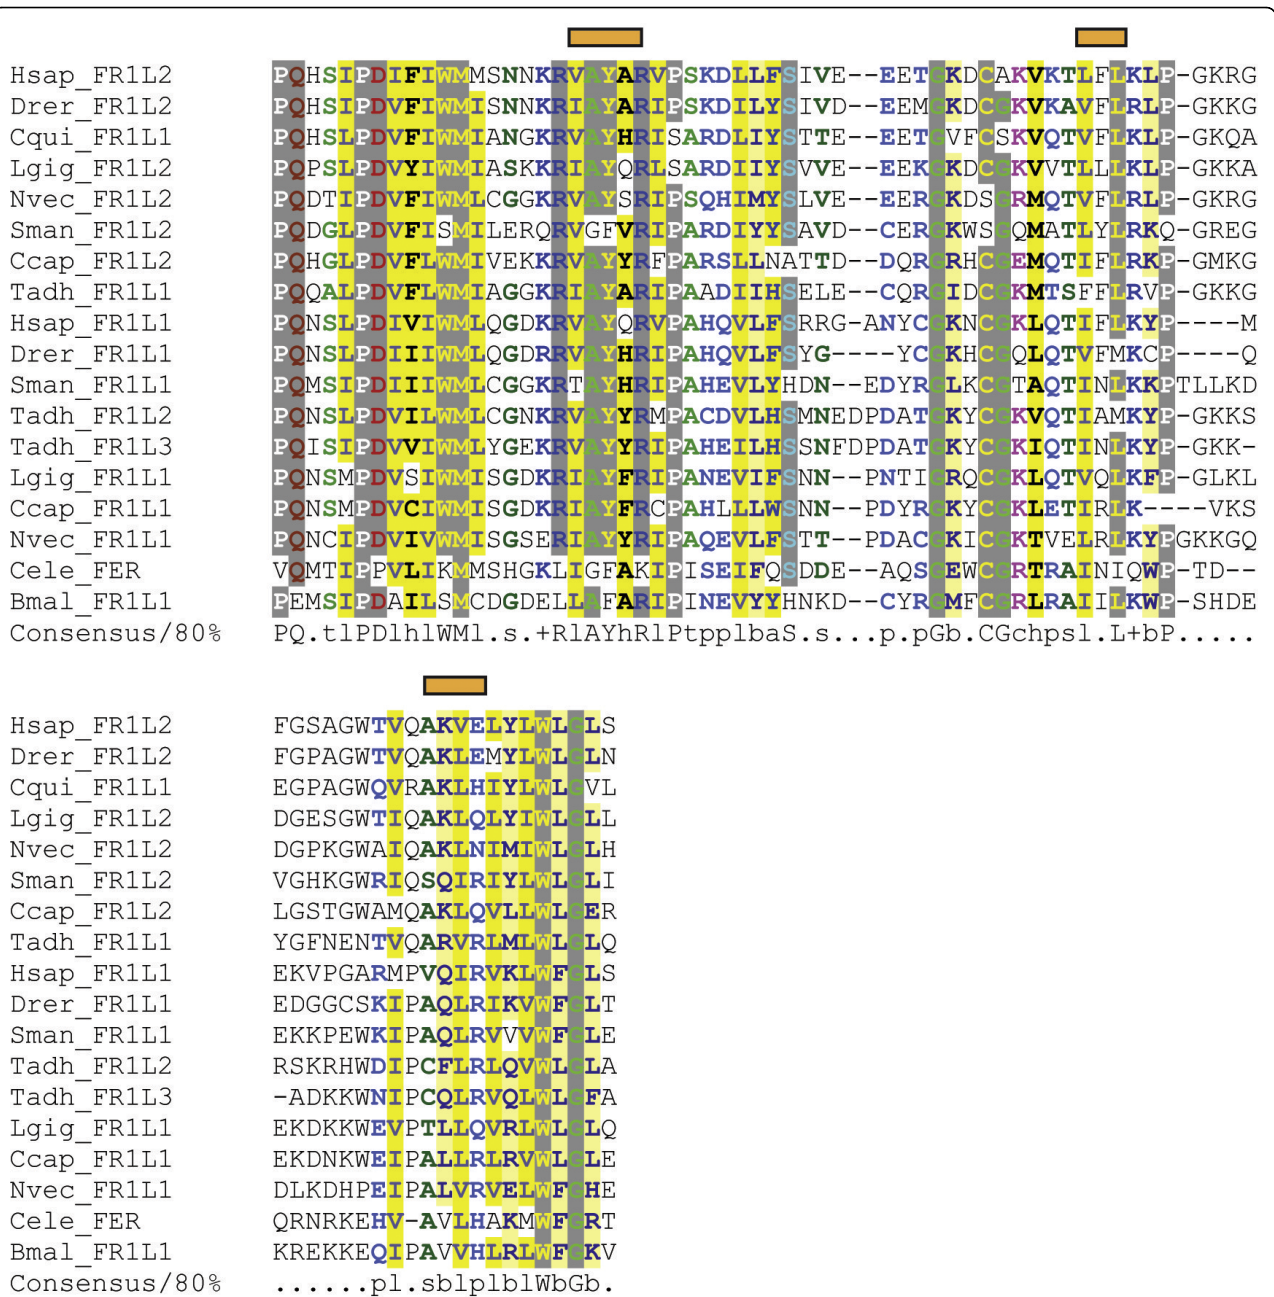 Hsap_FR1L2 PQHSIPDIFIWMMSNNKRVAYARVPSKDLLFSIVE--EETGKDCAKVKTLFLKLP-GKRG
Drer_FR1L2 PQHSIPDVFIWMISNNKRIAYARIPSKDILYSIVD--EEMGKDCGKVKAVFLRLP-GKKG
Cqui_FR1L1 PQHSLPDVFIWMIANGKRVAYHRISARDLIYSTTE--EETGVFCSKVQTVFLKLP-GKQA
Lgig_FR1L2 PQPSLPDVYIWMIASKKRIAYQRLSARDIIYSVVE--EEKGKDCGKVVTLLLKLP-GKKA
Nvec_FR1L2 PQDTIPDVFIWMLCGGKRVAYSRIPSQHIMYSLVE--EERGKDSGRMQTVFLRLP-GKRG
Sman_FR1L2 PQDGLPDVFISMILERQRVGFVRIPARDIYYSAVD--CERGKWSGQMATLYLRKQ-GREG
Ccap_FR1L2 PQHGLPDVFLWMIVEKKRVAYYRFPARSLLNATTD--DQRGRHCGEMQTIFLRKP-GMKG
Tadh_FR1L1 PQQALPDVFLWMIAGGKRIAYARIPAADIIHSELE--CQRGIDCGKMTSFFLRVP-GKKG
Hsap_FR1L1 PQNSLPDIVIWMLQGDKRVAYQRVPAHQVLFSRRG-ANYCGKNCGKLQTIFLKYP----M
Drer_FR1L1 PQNSLPDIIIWMLQGDRRVAYHRIPAHQVLFSYG----YCGKHCGQLQTVFMKCP----Q
Sman_FR1L1 PQMSIPDIIIWMLCGGKRTAYHRIPAHEVLYHDN--EDYRGLKCGTAQTINLKKPTLLKD
Tadh_FR1L2 PQNSLPDVILWMLCGNKRVAYYRMPACDVLHSMNEDPDATGKYCGKVQTIAMKYP-GKKS
Tadh_FR1L3 PQISIPDVVIWMLYGEKRVAYYRIPAHEILHSSNFDPDATGKYCGKIQTINLKYP-GKK-
Lgig_FR1L1 PQNSMPDVSIWMISGDKRIAYFRIPANEVIFSNN--PNTIGRQCGKLQTVQLKFP-GLKL
Ccap_FR1L1 PQNSMPDVCIWMISGDKRIAYFRCPAHLLLWSNN--PDYRGKYCGKLETIRLK----VKS
Nvec_FR1L1 PQNCIPDVIVWMISGSERIAYYRIPAQEVLFSTT--PDACGKICGKTVELRLKYPGKKGQ
Cele_FER VQMTIPPVLIKMMSHGKLIGFAKIPISEIFQSDDE--AQSGEWCGRTRAINIQWP-TD--
Bmal_FR1L1 PEMSIPDAILSMCDGDELLAFARIPINEVYYHNKD--CYRGMFCGRLRAIILKWP-SHDE
Consensus/80% PQ.tlPDlhlWMl.s.+RlAYhRlPtpplbaS.s...p.pGb.CGchpsl.L+bP.....
Hsap_FR1L2 FGSAGWTVQAKVELYLWLGLS
Drer_FR1L2 FGPAGWTVQAKLEMYLWLGLN
Cqui_FR1L1 EGPAGWQVRAKLHIYLWLGVL
Lgig_FR1L2 DGESGWTIQAKLQLYIWLGLL
Nvec_FR1L2 DGPKGWAIQAKLNIMIWLGLH
Sman_FR1L2 VGHKGWRIQSQIRIYLWLGLI
Ccap_FR1L2 LGSTGWAMQAKLQVLLWLGER
Tadh_FR1L1 YGFNENTVQARVRLMLWLGLQ
Hsap_FR1L1 EKVPGARMPVQIRVKLWFGLS
Drer_FR1L1 EDGGCSKIPAQLRIKVWFGLT
Sman_FR1L1 EKKPEWKIPAQLRVVVWFGLE
Tadh_FR1L2 RSKRHWDIPCFLRLQVWLGLA
Tadh_FR1L3 -ADKKWNIPCQLRVQLWLGFA
Lgig_FR1L1 EKDKKWEVPTLLQVRLWLGLQ
Ccap_FR1L1 EKDNKWEIPALLRLRVWLGLE
Nvec_FR1L1 DLKDHPEIPALVRVELWFGHE
Cele_FER QRNRKEHV-AVLHAKMWFGRT
Bmal_FR1L1 KREKKEQIPAVVHLRLWFGKV
Consensus/80% ......pl.sblplblWbGb.